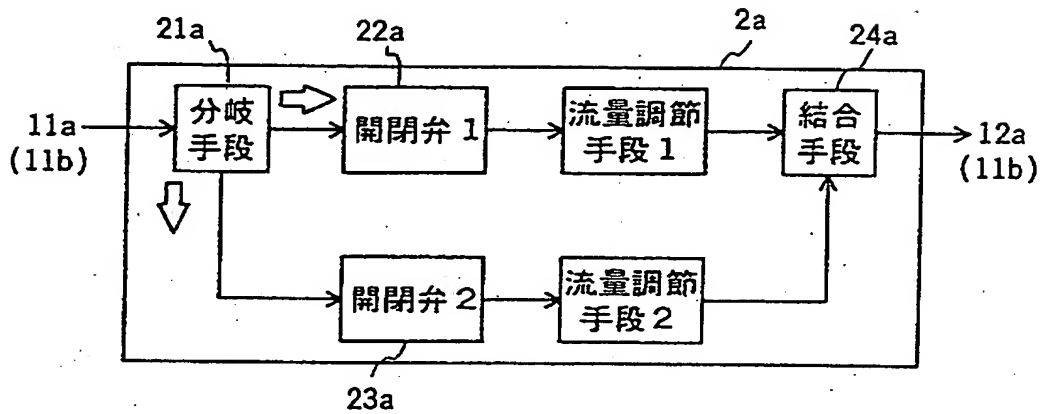 21a
22a
2a
24a
11a
(11b)
分岐
手段
開閉弁1
流量調節
手段1
結合
手段
12a
(11b)
開閉弁2
流量調節
手段2
23a